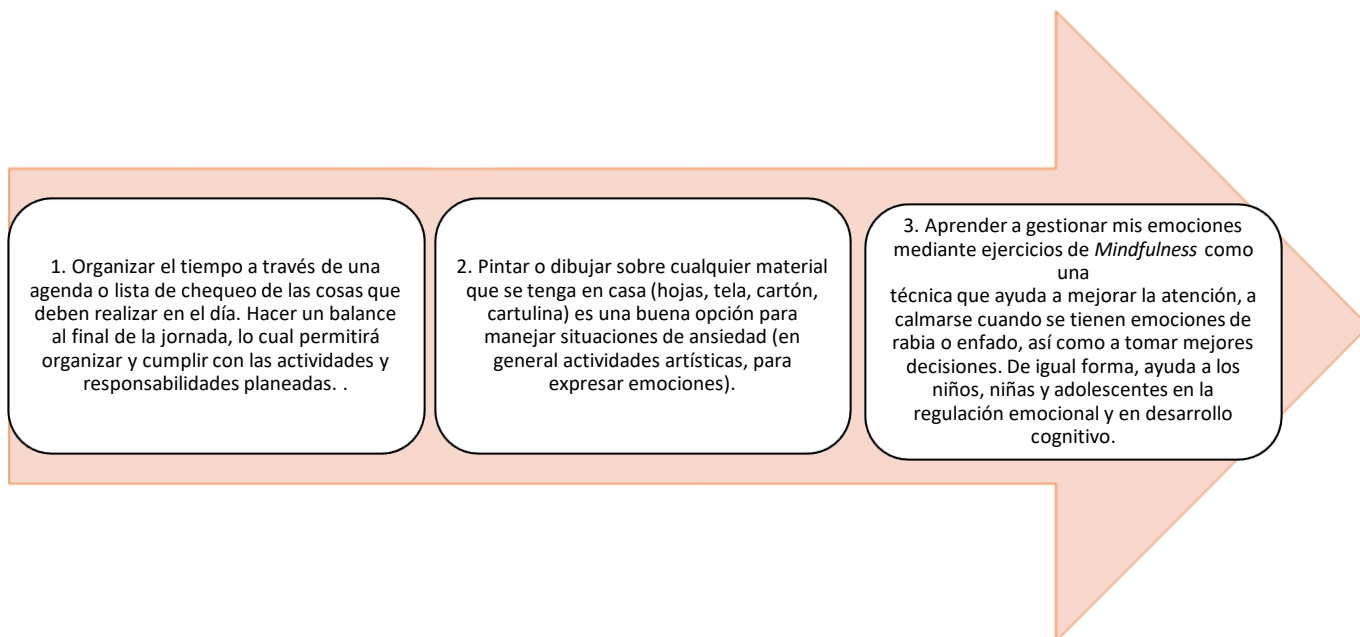 1. Organizar el tiempo a través de una
agenda o lista de chequeo de las cosas que
deben realizar en el día. Hacer un balance
al final de la jornada, lo cual permitirá
organizar y cumplir con las actividades y
responsabilidades planeadas. .
2. Pintar o dibujar sobre cualquier material
que se tenga en casa (hojas, tela, cartón,
cartulina) es una buena opción para
manejar situaciones de ansiedad (en
general actividades artísticas, para
expresar emociones).
3. Aprender a gestionar mis emociones
mediante ejercicios de Mindfulness como
una
técnica que ayuda a mejorar la atención, a
calmarse cuando se tienen emociones de
rabia o enfado, así como a tomar mejores
decisiones. De igual forma, ayuda a los
niños, niñas y adolescentes en la
regulación emocional y en desarrollo
cognitivo.